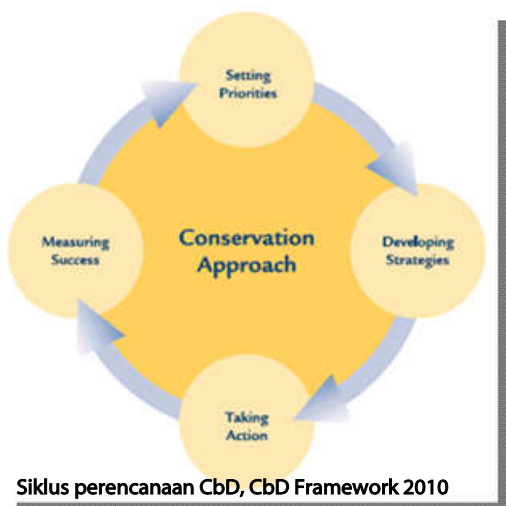 Setting
Priorities
Developing
Strategies
Conservation
Approach
Measuring
Success
Taking
Action
Siklus perencanaan CbD, CbD Framework 2010